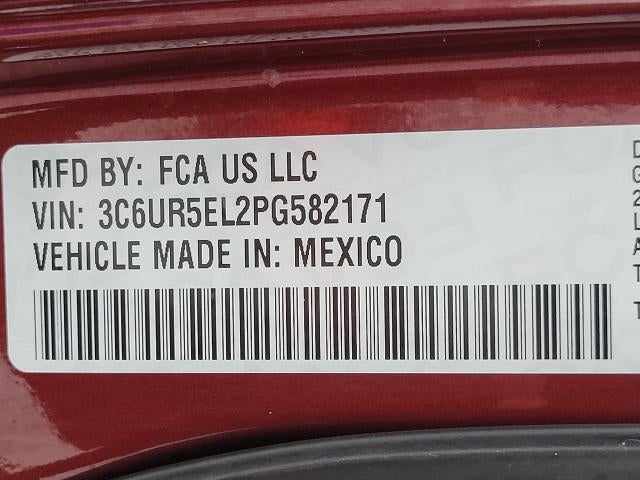 MFD BY: FCA US LLC
VIN: 3C6UR5EL2PG582171
VEHICLE MADE IN: MEXICO